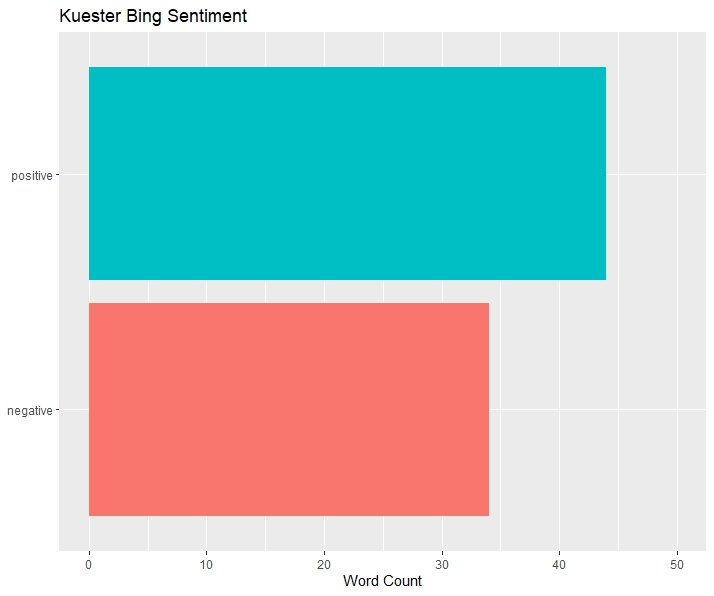 Kuester Bing Sentiment
positive
negative
0 10 20 30 40 50
Word Count